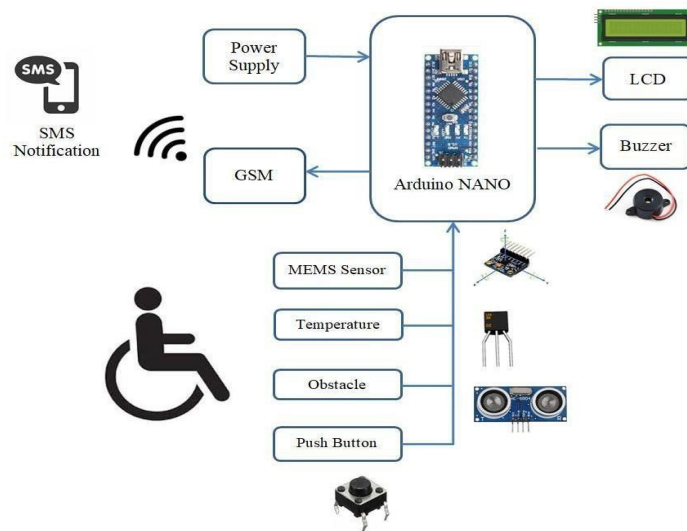 SMS
SMS
Notification
Power
Supply
GSM
Arduino NANO
LCD
Buzzer
MEMS Sensor
Temperature
Obstacle
Push Button